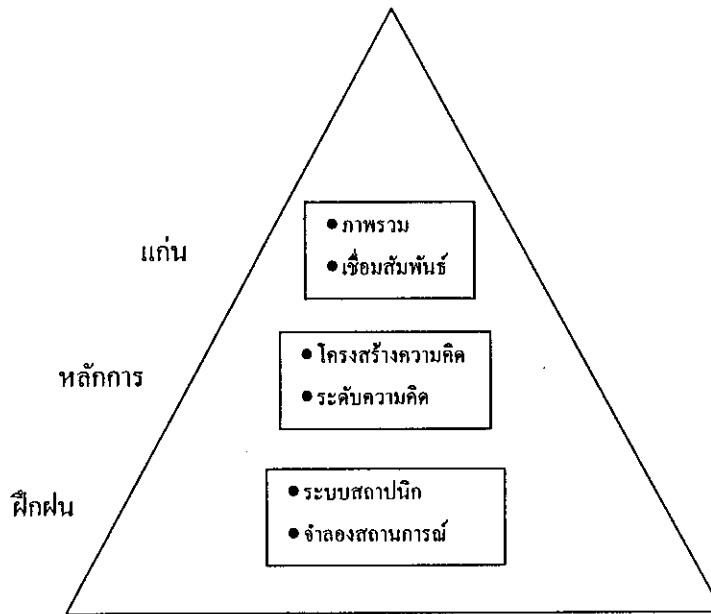 ● ภาพรวม
แก่น
● เชื่อมสัมพันธ์
● โครงสร้างความคิด
หลักการ
● ระดับความคิด
● ระบบสถาปนิก
ฝึกฝน
● จำลองสถานการณ์